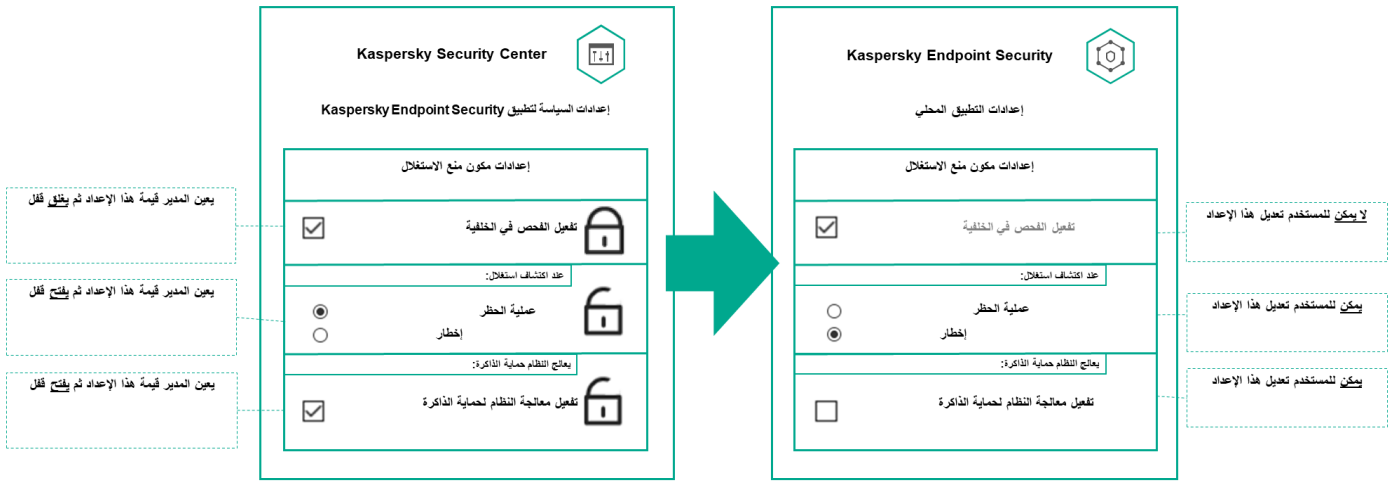 Kaspersky Security Center
إعدادات السياسة لتطبيق Kaspersky Endpoint Security
إعدادات مكون منع الاستغلال
تفعيل الفحص في الخلفية
عند اكتشاف استغلال:
عملية الحظر
إخطار
يعالج النظام حماية الذاكرة:
تفعيل معالجة النظام لحماية الذاكرة
يعين المدير قيمة هذا الإعداد ثم يغلق قفل
يعين المدير قيمة هذا الإعداد ثم يفتح قفل
يعين المدير قيمة هذا الإعداد ثم يفتح قفل
Kaspersky Endpoint Security
إعدادات التطبيق المحلي
إعدادات مكون منع الاستغلال
تفعيل الفحص في الخلفية
عند اكتشاف استغلال:
عملية الحظر
إخطار
يعالج النظام حماية الذاكرة:
تفعيل معالجة النظام لحماية الذاكرة
لا يمكن للمستخدم تعديل هذا الإعداد
يمكن للمستخدم تعديل هذا الإعداد
يمكن للمستخدم تعديل هذا الإعداد